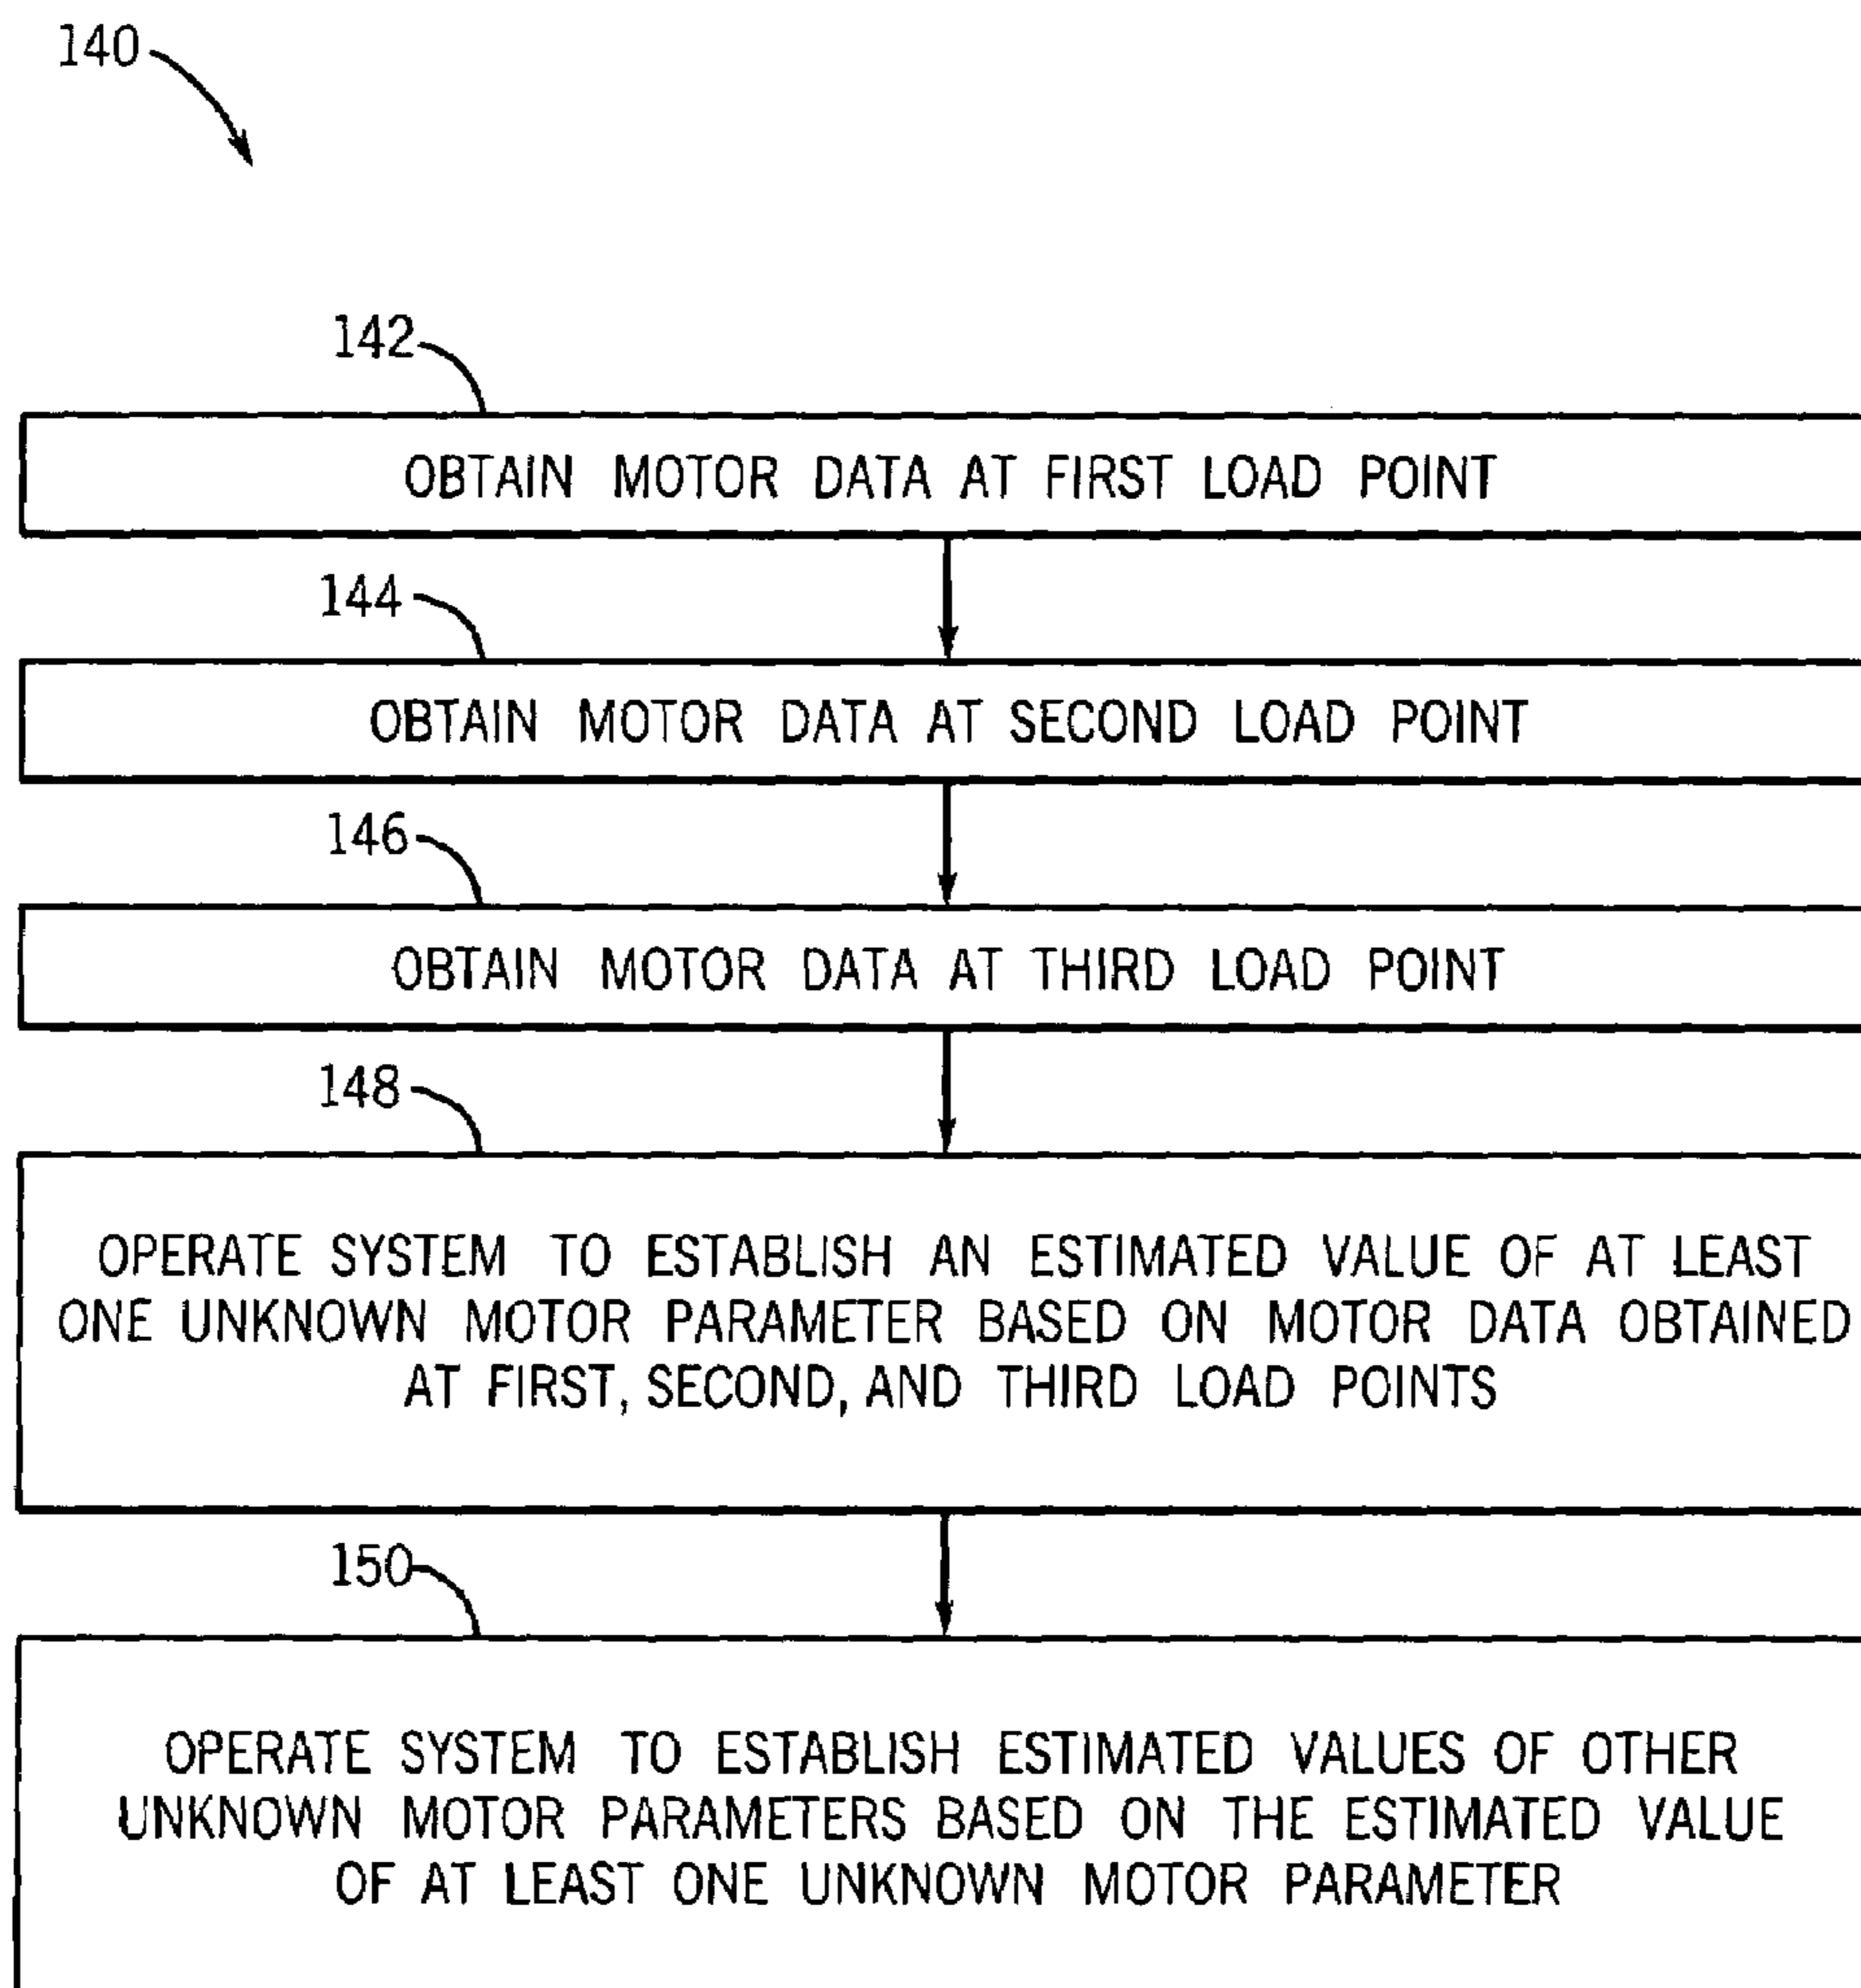 140
142
OBTAIN MOTOR DATA AT FIRST LOAD POINT
144
OBTAIN MOTOR DATA AT SECOND LOAD POINT
146
OBTAIN MOTOR DATA AT THIRD LOAD POINT
148
OPERATE SYSTEM TO ESTABLISH AN ESTIMATED VALUE OF AT LEAST
ONE UNKNOWN MOTOR PARAMETER BASED ON MOTOR DATA OBTAINED
AT FIRST, SECOND, AND THIRD LOAD POINTS
150
OPERATE SYSTEM TO ESTABLISH ESTIMATED VALUES OF OTHER
UNKNOWN MOTOR PARAMETERS BASED ON THE ESTIMATED VALUE
OF AT LEAST ONE UNKNOWN MOTOR PARAMETER